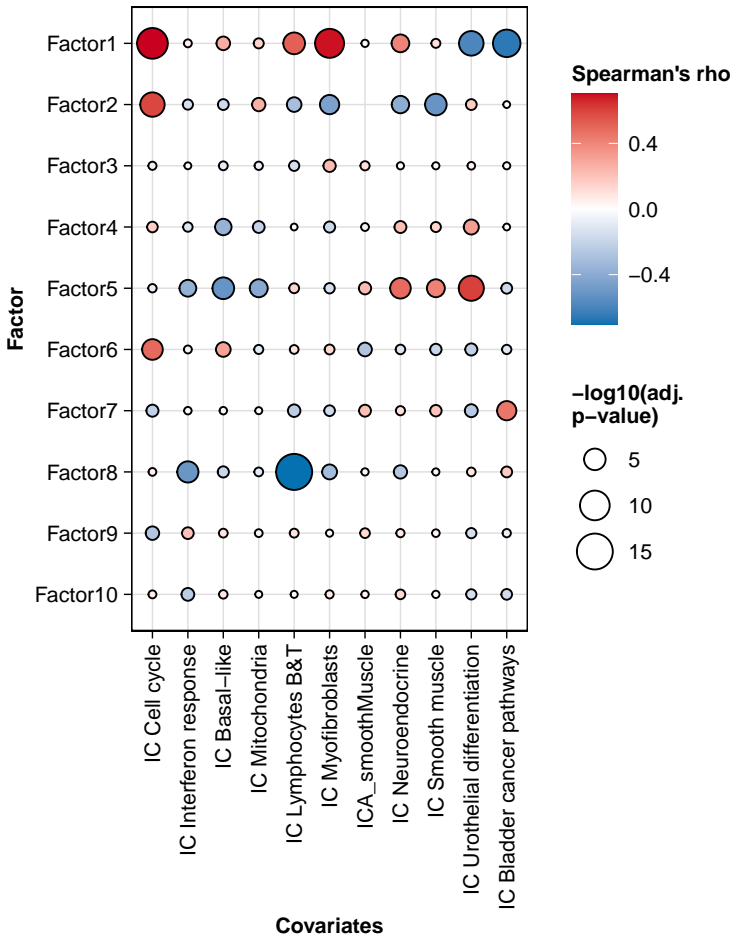 Factor1
Factor2
Factor3
Factor4
Factor5
Factor6
Factor7
Factor8
Factor9
Factor10
Factor
IC Cell cycle
IC Interferon response
IC Basal−like
IC Mitochondria
IC Lymphocytes B&T
IC Myofibroblasts
ICA_smoothMuscle
IC Neuroendocrine
IC Smooth muscle
IC Urothelial differentiation
IC Bladder cancer pathways
Covariates
Spearman's rho
0.4
0.0
−0.4
−log10(adj.
p−value)
5
10
15